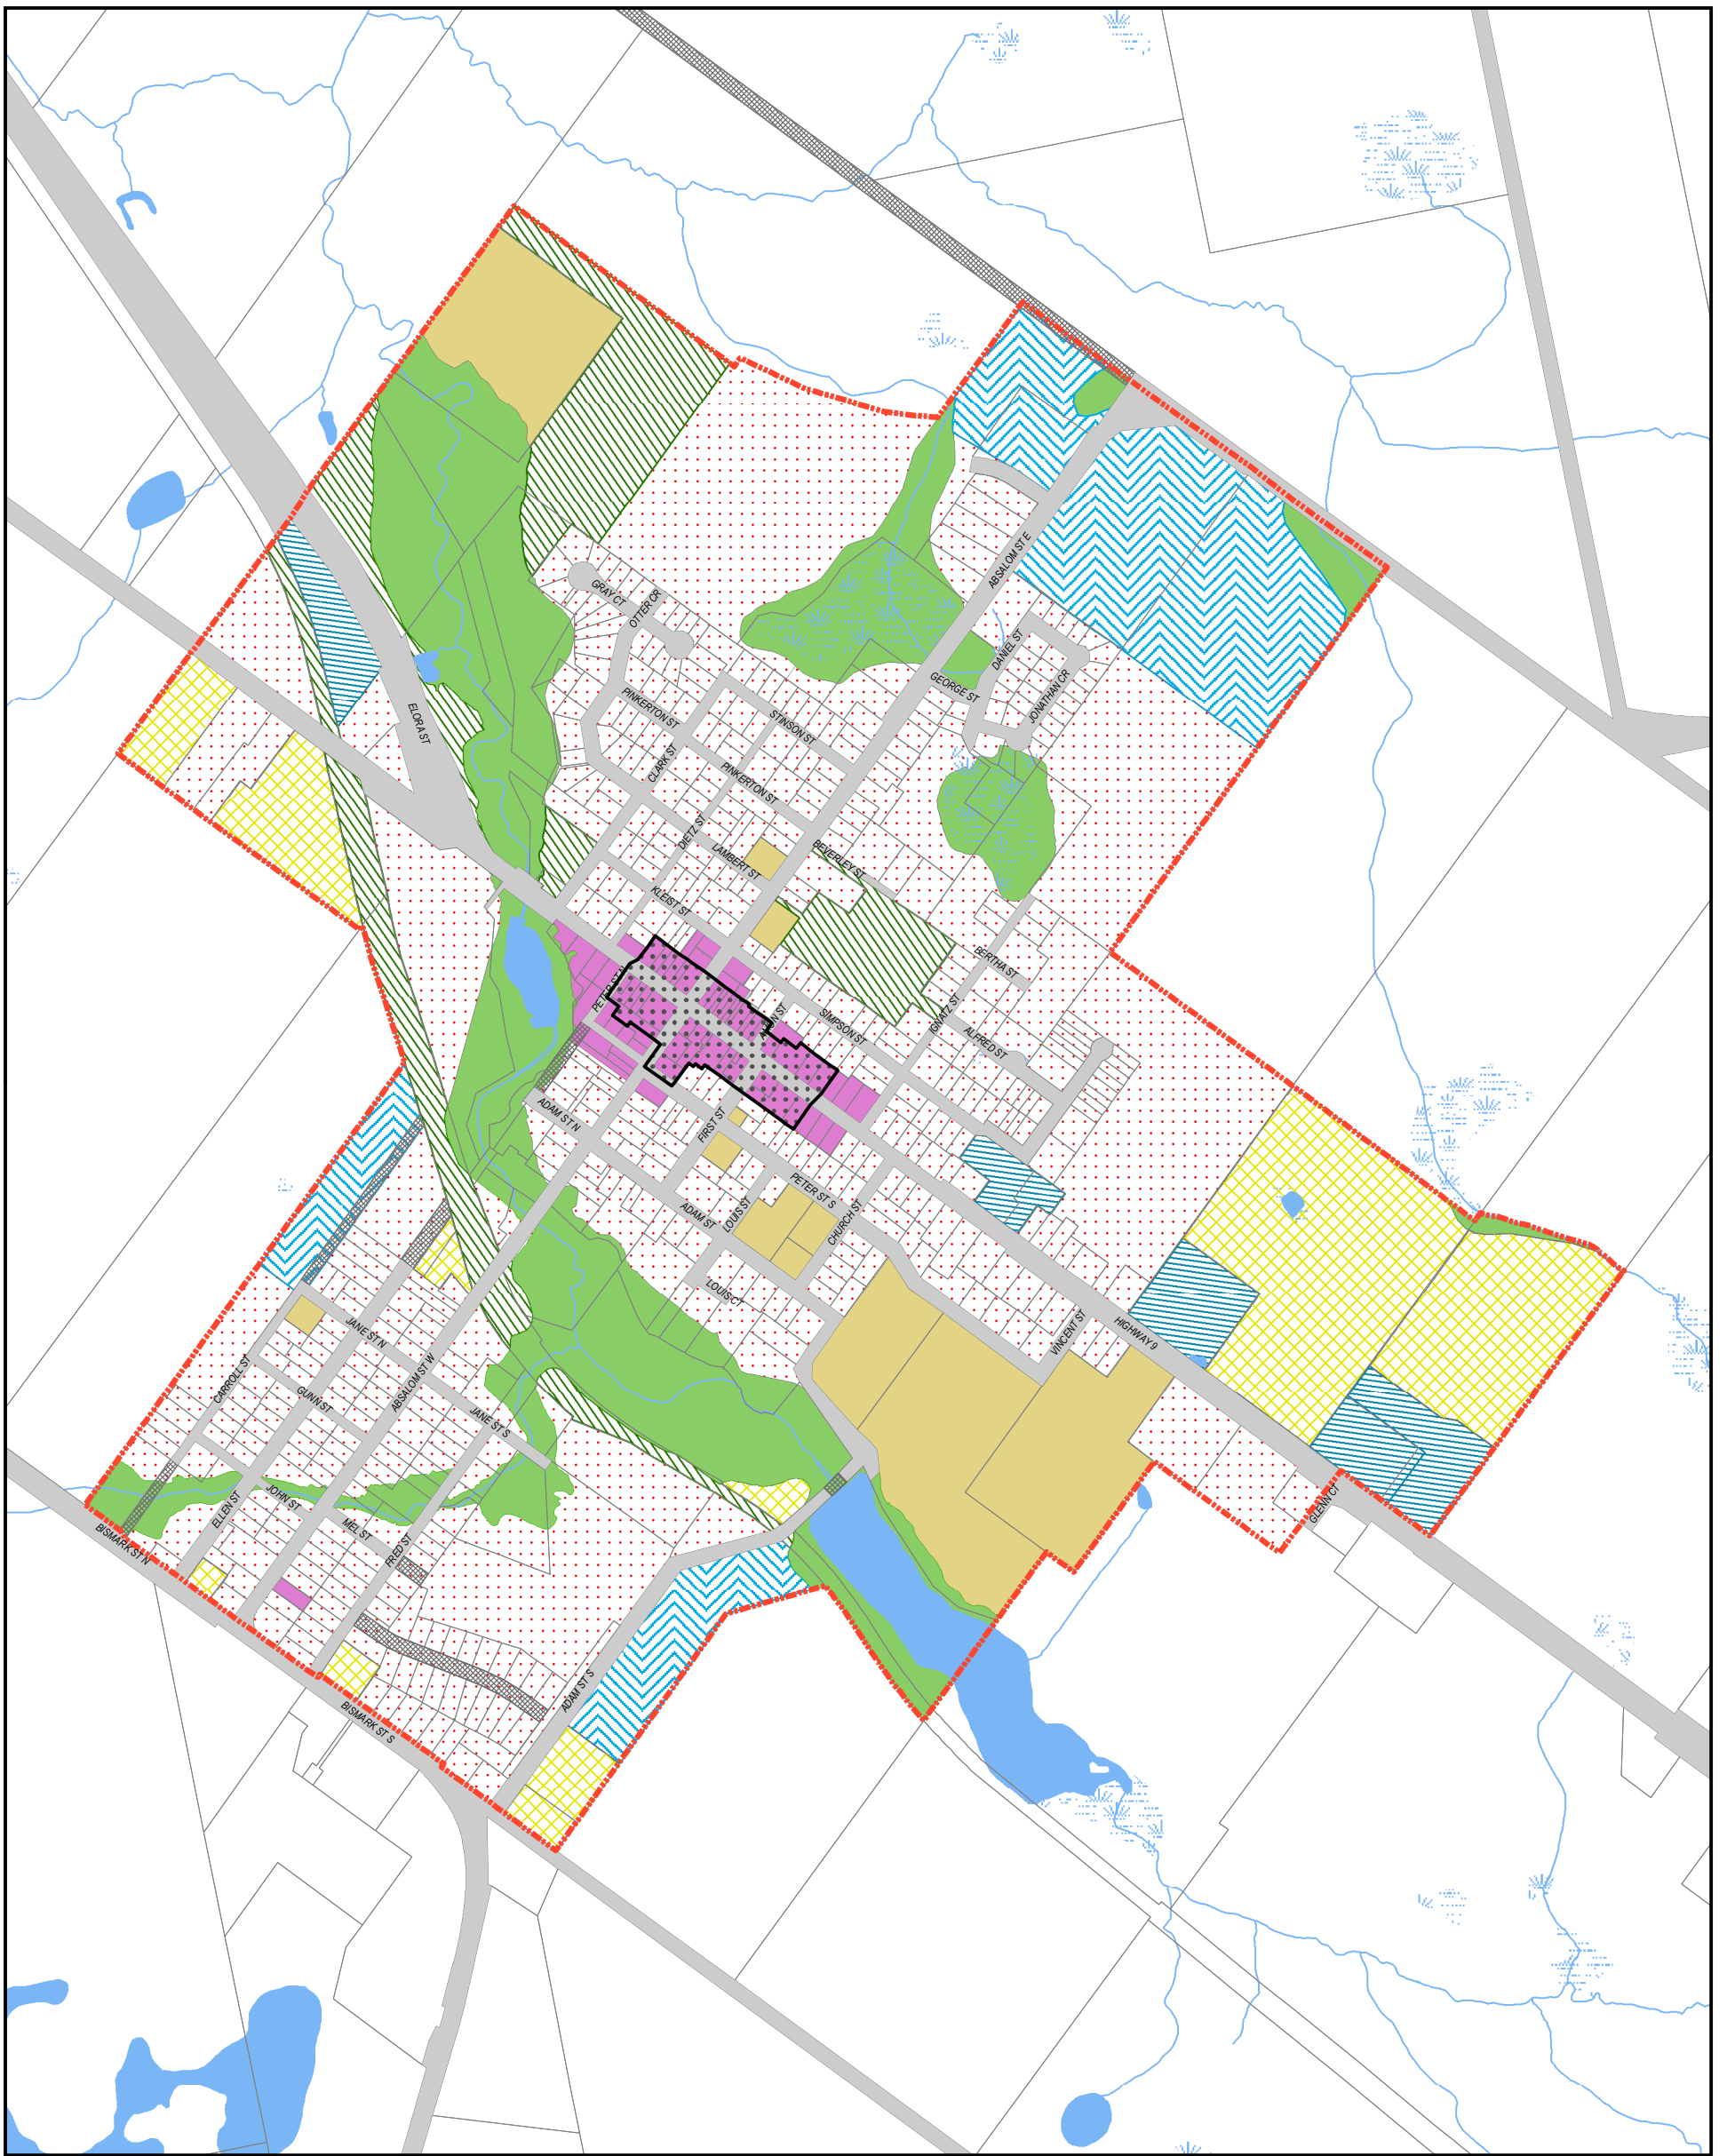 ABSALOM ST E
GRAY CT
OTTER CR
DANIEL ST
GEORGE ST
JONATHAN CR
ELORA ST
PINKERTON ST
STINSON ST
CLARK ST
PINKERTON ST
DIETZ ST
LAMBERT ST
BEVERLEY ST
KLEIST ST
BERTHA ST
PETER ST N
SIMPSON ST
IGNATZ ST
ALFRED ST
ADAM ST N
FIRST ST
PETER ST S
ADAM ST
LOUIS ST
CHURCH ST
LOUIS CT
VINCENT ST
HIGHWAY 9
JANE ST N
CARROLL ST
ABSALOM ST W
GUNN ST
JANE ST S
JOHN ST
ELLEN ST
MEL ST
FRED ST
GLENN CT
BISMARK ST N
ADAM ST S
BISMARK ST S